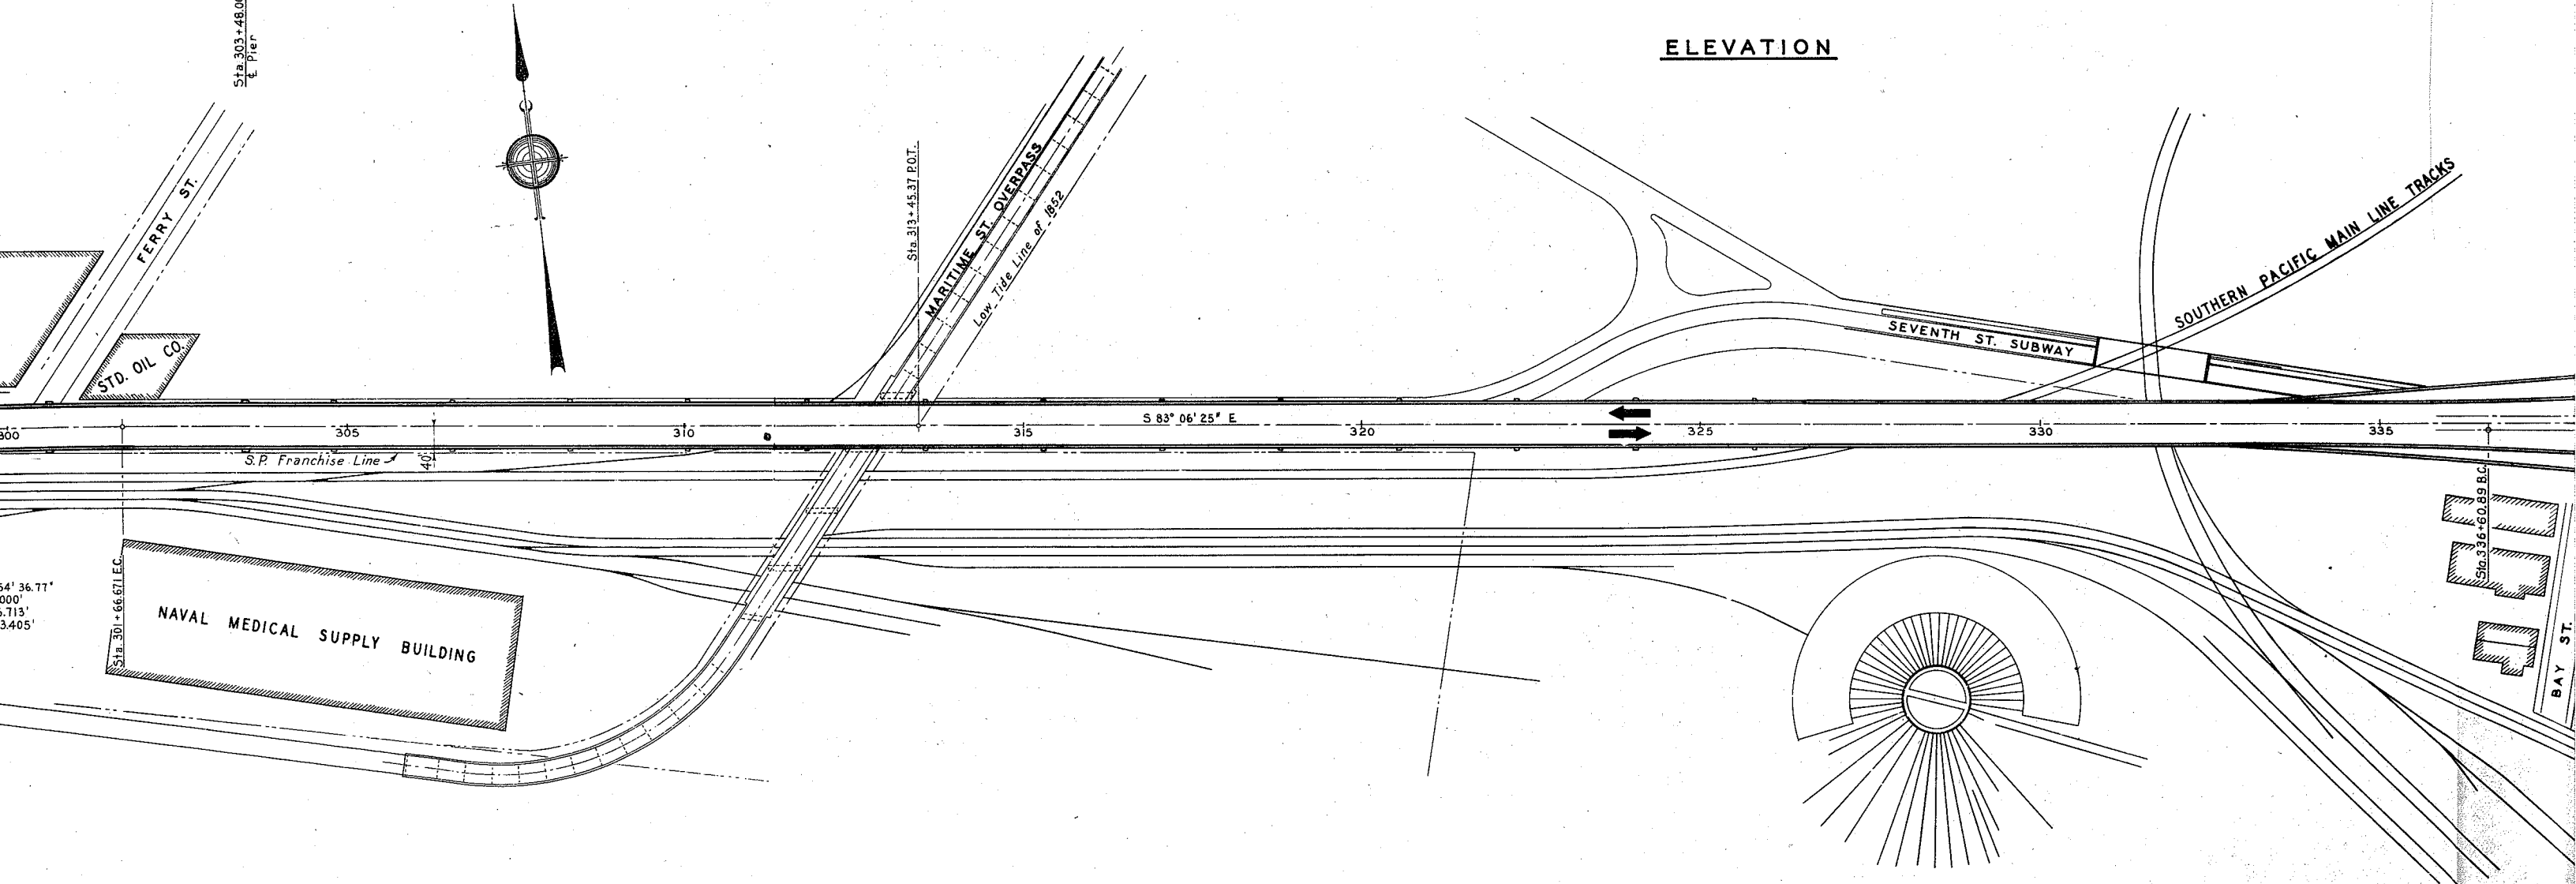 Sta. 303+48.00
℄ Pier
ELEVATION
FERRY ST.
STD. OIL CO.
Sta. 313+45.37 P.O.T.
MARITIME ST. OVERPASS
Low Tide Line of 1852
SEVENTH ST. SUBWAY
SOUTHERN PACIFIC MAIN LINE TRACKS
300
305
310
315
320
325
330
335
S 83° 06' 25" E
S.P. Franchise Line
40'
Sta. 301+66.671 E.C.
NAVAL MEDICAL SUPPLY BUILDING
54' 36.77"
000'
.713'
3.405'
Sta. 336+60.89 B.C.
BAY ST.